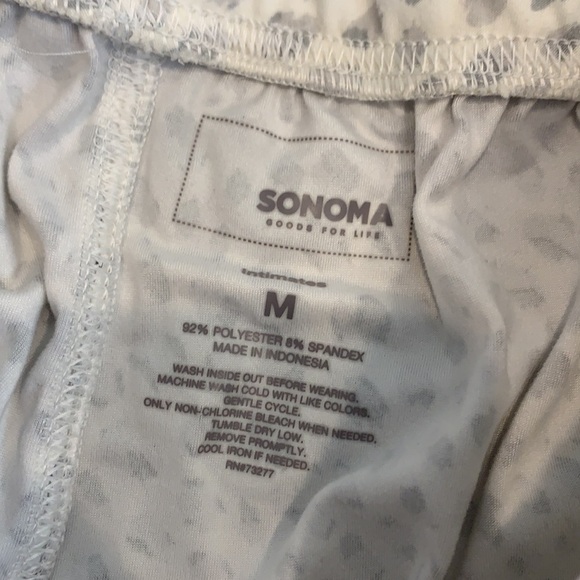 SONOMA
GOODS FOR LIFE
intimates
M
92% POLYESTER 8% SPANDEX
MADE IN INDONESIA
WASH INSIDE OUT BEFORE WEARING.
MACHINE WASH COLD WITH LIKE COLORS.
GENTLE CYCLE.
ONLY NON-CHLORINE BLEACH WHEN NEEDED.
TUMBLE DRY LOW.
REMOVE PROMPTLY.
COOL IRON IF NEEDED.
RN#73277